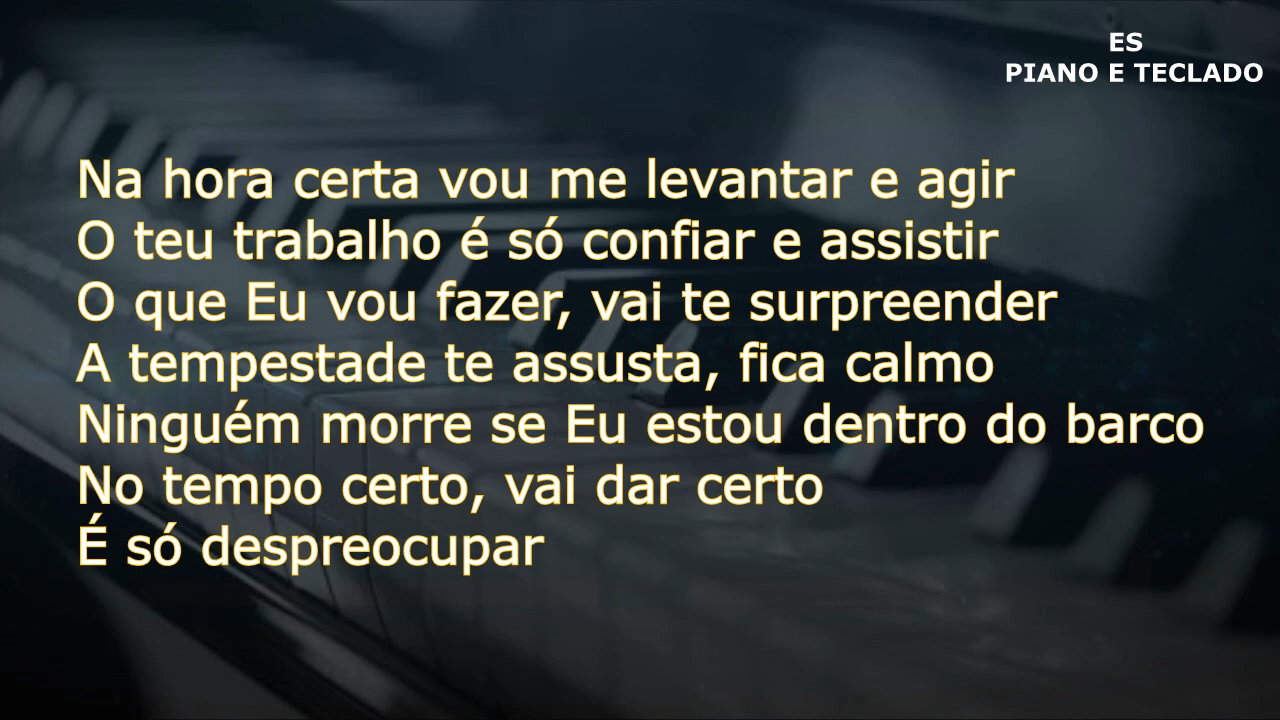 ES
PIANO E TECLADO
Na hora certa vou me levantar e agir
O teu trabalho é só confiar e assistir
O que Eu vou fazer, vai te surpreender
A tempestade te assusta, fica calmo
Ninguém morre se Eu estou dentro do barco
No tempo certo, vai dar certo
É só despreocupar